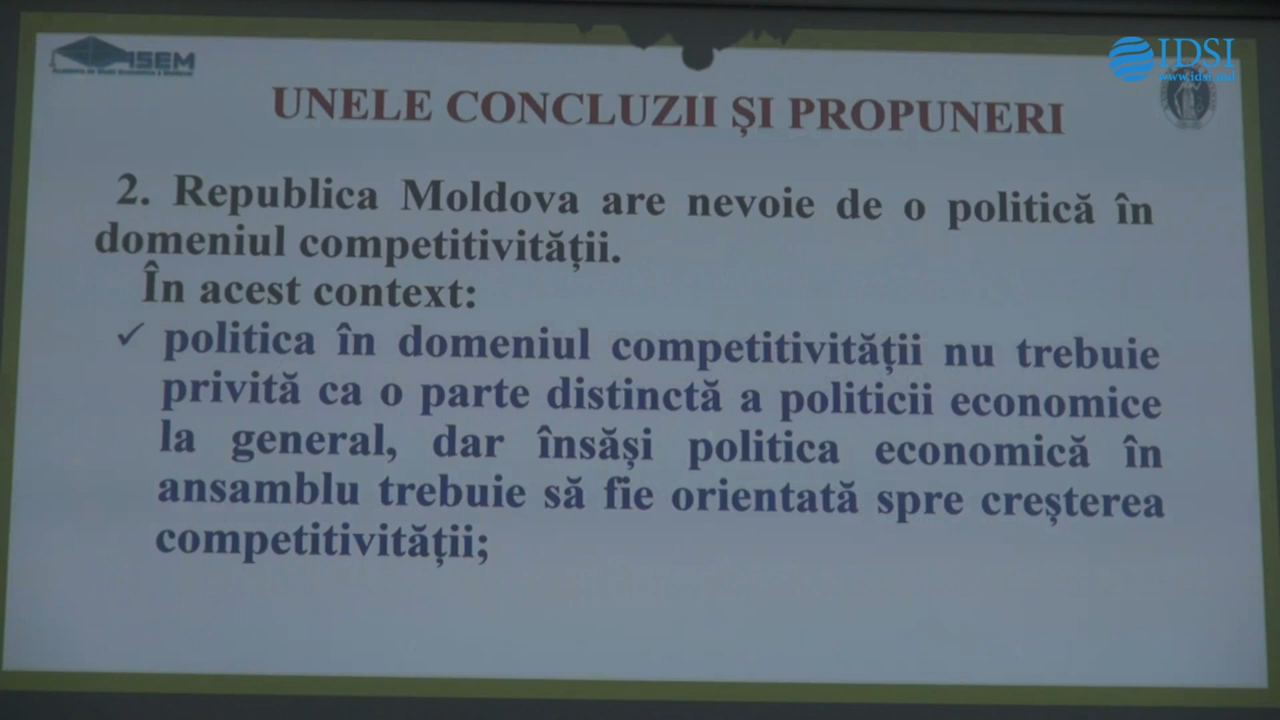 ASEM
IDSI
www.idsi.md
UNELE CONCLUZII ȘI PROPUNERI
2. Republica Moldova are nevoie de o politică în
domeniul competitivității.
În acest context:
✓ politica în domeniul competitivității nu trebuie
privită ca o parte distinctă a politicii economice
la general, dar însăși politica economică în
ansamblu trebuie să fie orientată spre creșterea
competitivității;